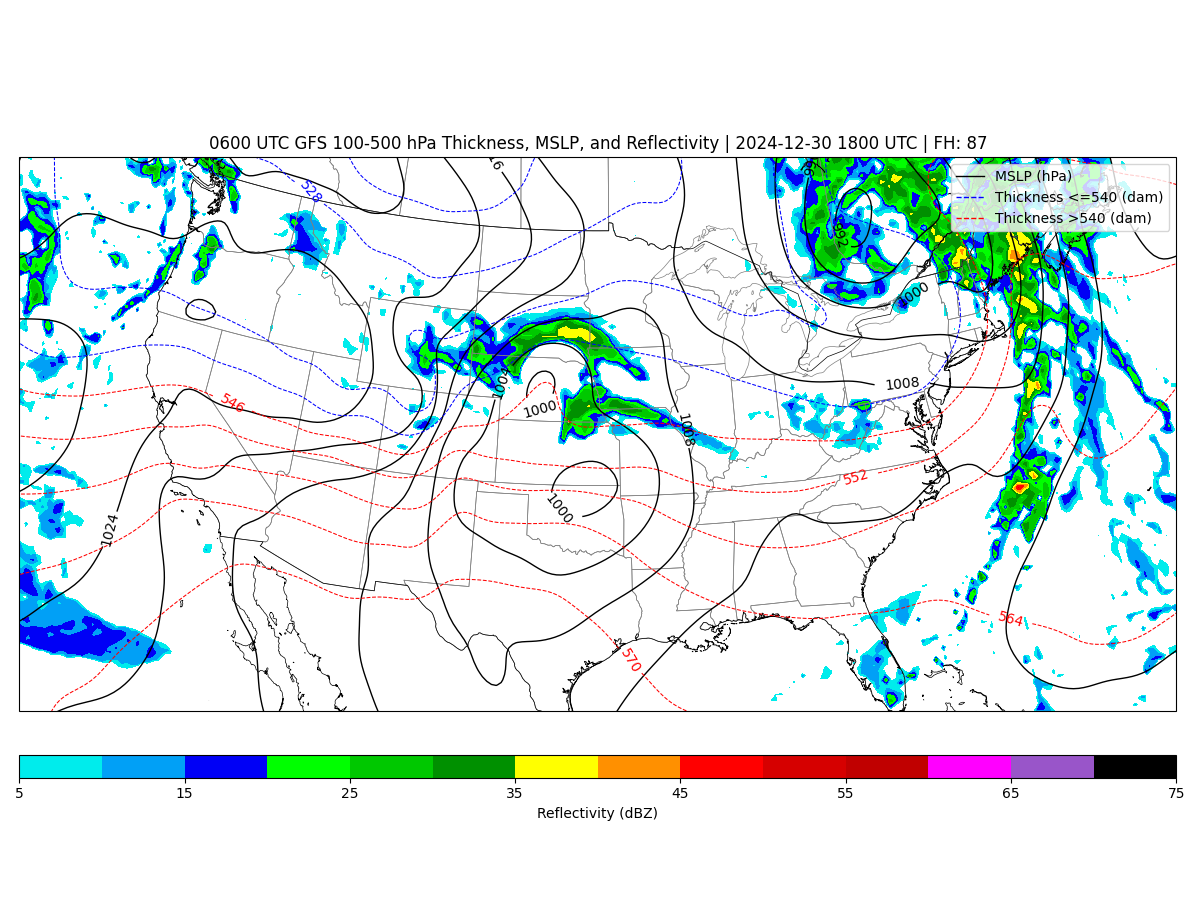 0600 UTC GFS 100-500 hPa Thickness, MSLP, and Reflectivity | 2024-12-30 1800 UTC | FH: 87
MSLP (hPa)
Thickness <=540 (dam)
Thickness >540 (dam)
528
992
1000
1004
1008
1000
546
1008
552
1000
1024
564
570
5 15 25 35 45 55 65 75
Reflectivity (dBZ)